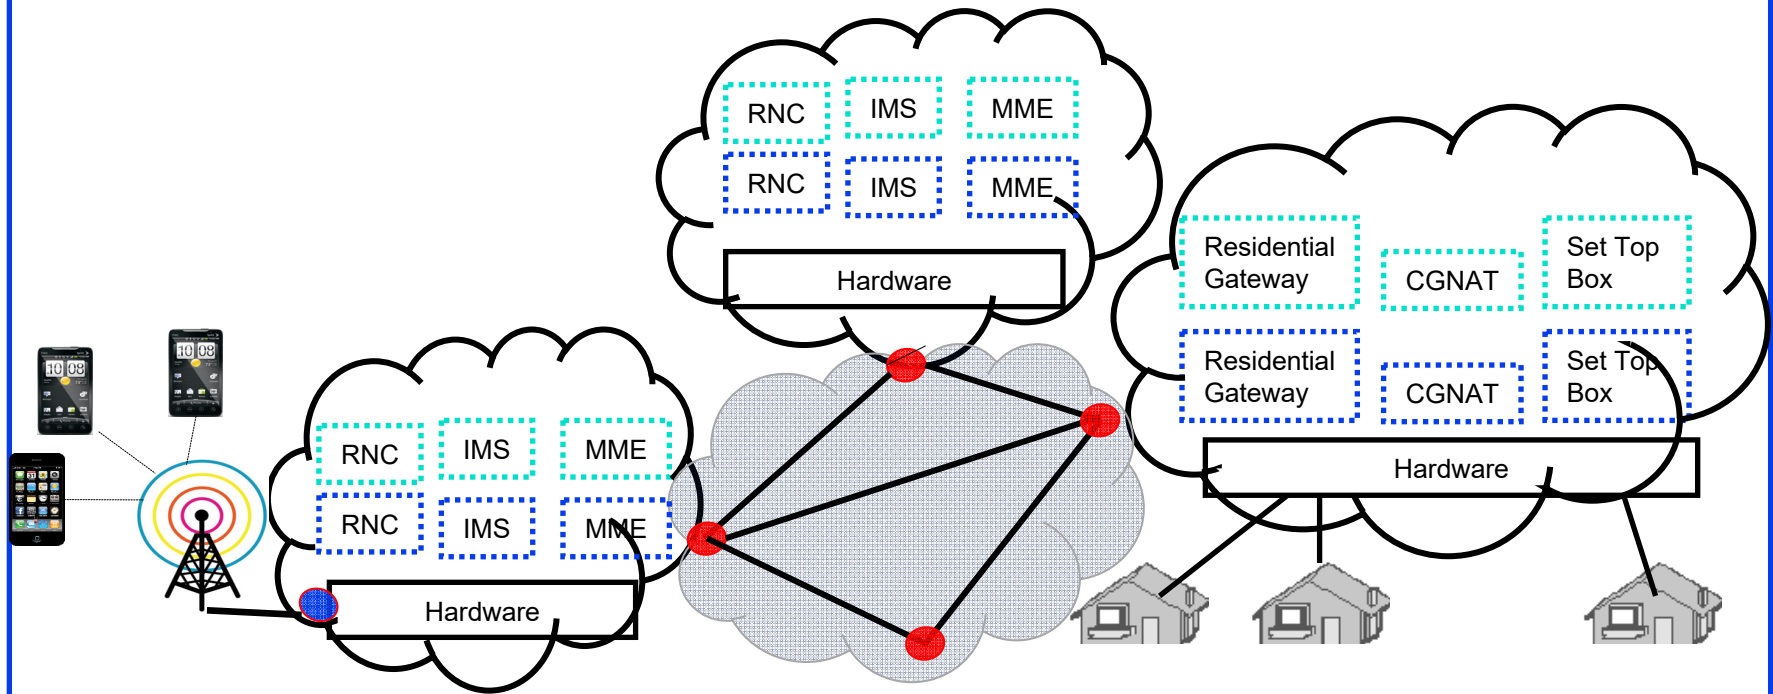 RNC
IMS
MME
RNC
IMS
MME
Hardware
Residential
Gateway
CGNAT
Set Top
Box
Residential
Gateway
CGNAT
Set Top
Box
Hardware
10 08
10 08
RNC
IMS
MME
RNC
IMS
MME
Hardware